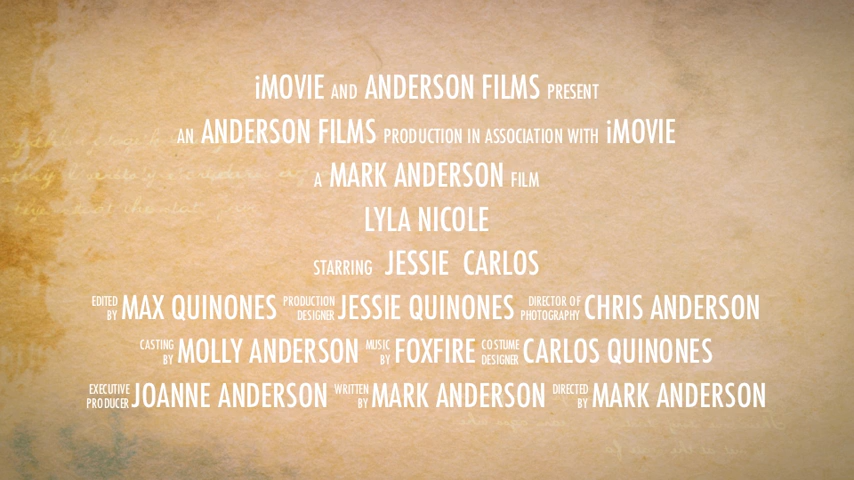 iMOVIE AND ANDERSON FILMS PRESENT
AN ANDERSON FILMS PRODUCTION IN ASSOCIATION WITH iMOVIE
A MARK ANDERSON FILM
LYLA NICOLE
STARRING JESSIE CARLOS
EDITED BY MAX QUINONES PRODUCTION DESIGNER JESSIE QUINONES DIRECTOR OF PHOTOGRAPHY CHRIS ANDERSON
CASTING BY MOLLY ANDERSON MUSIC BY FOXFIRE COSTUME DESIGNER CARLOS QUINONES
EXECUTIVE PRODUCER JOANNE ANDERSON WRITTEN BY MARK ANDERSON DIRECTED BY MARK ANDERSON